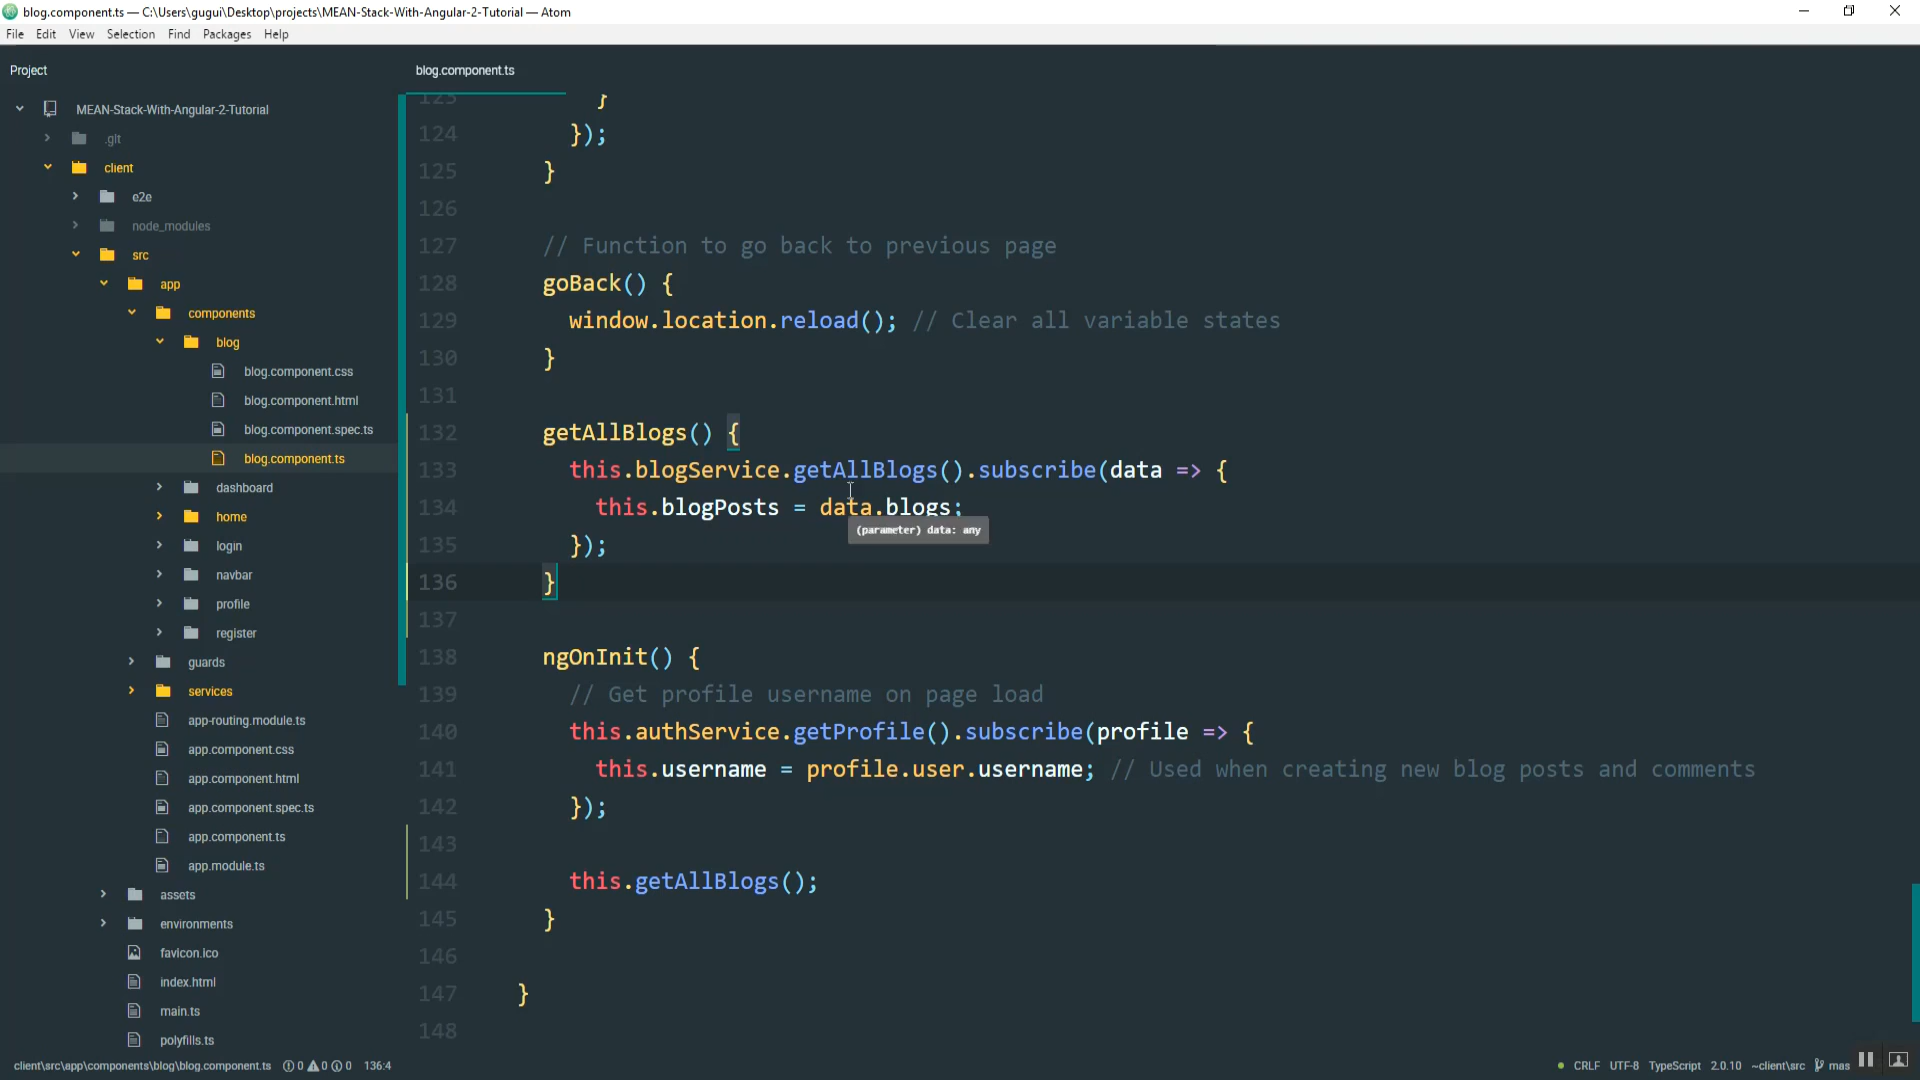 blog.component.ts — C:\Users\gugui\Desktop\projects\MEAN-Stack-With-Angular-2-Tutorial — Atom
File Edit View Selection Find Packages Help
Project
MEAN-Stack-With-Angular-2-Tutorial
.git
client
e2e
node_modules
src
app
components
blog
blog.component.css
blog.component.html
blog.component.spec.ts
blog.component.ts
dashboard
home
login
navbar
profile
register
guards
services
app-routing.module.ts
app.component.css
app.component.html
app.component.spec.ts
app.component.ts
app.module.ts
assets
environments
favicon.ico
index.html
main.ts
polyfills.ts
blog.component.ts
123 }
124 });
125 }
126
127 // Function to go back to previous page
128 goBack() {
129 window.location.reload(); // Clear all variable states
130 }
131
132 getAllBlogs() {
133 this.blogService.getAllBlogs().subscribe(data => {
134 this.blogPosts = data.blogs;
(parameter) data: any
135 });
136 }
137
138 ngOnInit() {
139 // Get profile username on page load
140 this.authService.getProfile().subscribe(profile => {
141 this.username = profile.user.username; // Used when creating new blog posts and comments
142 });
143
144 this.getAllBlogs();
145 }
146
147 }
148
client\src\app\components\blog\blog.component.ts 0 0 0 136:4
CRLF UTF-8 TypeScript 2.0.10 ~client\src mas